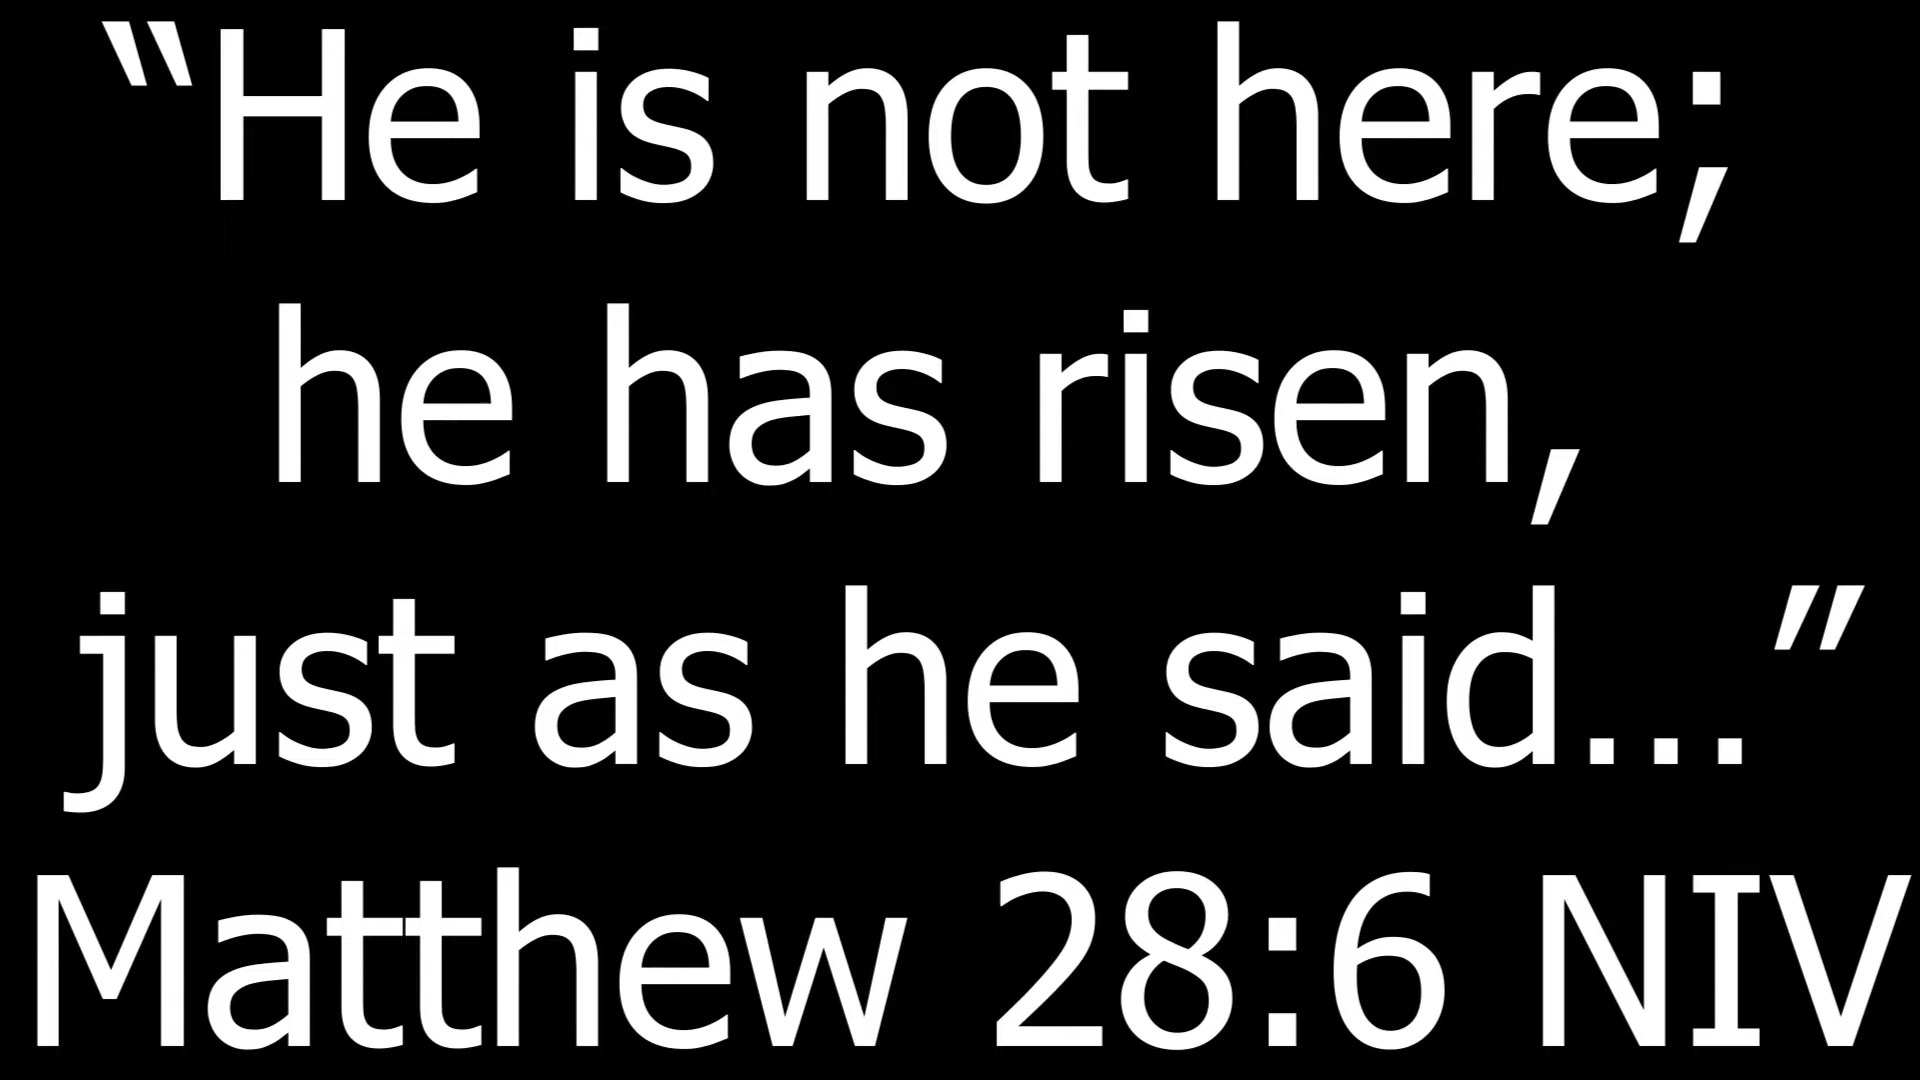 “He is not here;
he has risen,
just as he said...”
Matthew 28:6 NIV